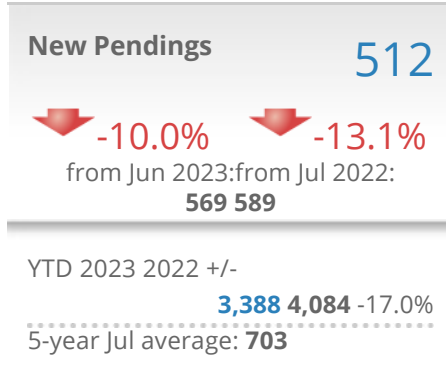 New Pendings 512
-10.0% -13.1%
from Jun 2023:from Jul 2022:
569 589
YTD 2023 2022 +/-
3,388 4,084 -17.0%
5-year Jul average: 703